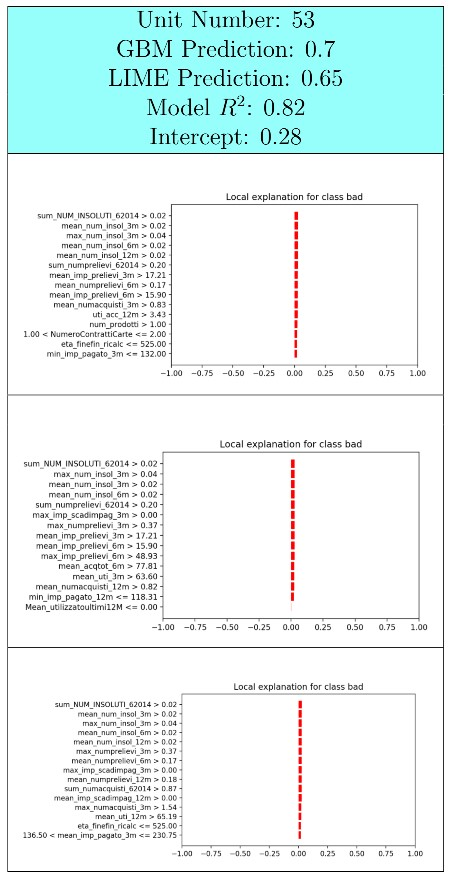 Unit Number: 53
GBM Prediction: 0.7
LIME Prediction: 0.65
Model R²: 0.82
Intercept: 0.28
Local explanation for class bad
sum_NUM_INSOLUTI_62014 > 0.02
mean_num_insol_3m > 0.02
max_num_insol_3m > 0.04
mean_num_insol_6m > 0.02
mean_num_insol_12m > 0.02
sum_numprelievi_62014 > 0.20
mean_imp_prelievi_3m > 17.21
mean_numprelievi_6m > 0.17
mean_imp_prelievi_6m > 15.90
mean_numacquisti_3m > 0.83
uti_acc_12m > 3.43
num_prodotti > 1.00
1.00 < NumeroContrattiCarte <= 2.00
eta_finefin_ricalc <= 525.00
min_imp_pagato_3m <= 132.00
−1.00 −0.75 −0.50 −0.25 0.00 0.25 0.50 0.75 1.00
Local explanation for class bad
sum_NUM_INSOLUTI_62014 > 0.02
max_num_insol_3m > 0.04
mean_num_insol_3m > 0.02
mean_num_insol_6m > 0.02
sum_numprelievi_62014 > 0.20
max_imp_scadimpag_3m > 0.00
max_numprelievi_3m > 0.37
mean_imp_prelievi_3m > 17.21
mean_imp_prelievi_6m > 15.90
max_imp_prelievi_6m > 48.93
mean_acqtot_6m > 77.81
mean_uti_3m > 63.60
mean_numacquisti_12m > 0.82
min_imp_pagato_12m <= 118.31
Mean_utilizzatoultimi12M <= 0.00
−1.00 −0.75 −0.50 −0.25 0.00 0.25 0.50 0.75 1.00
Local explanation for class bad
sum_NUM_INSOLUTI_62014 > 0.02
mean_num_insol_3m > 0.02
max_num_insol_3m > 0.04
mean_num_insol_6m > 0.02
mean_num_insol_12m > 0.02
max_numprelievi_3m > 0.37
mean_numprelievi_6m > 0.17
max_imp_scadimpag_3m > 0.00
mean_numprelievi_12m > 0.18
sum_numacquisti_62014 > 0.87
mean_imp_scadimpag_12m > 0.00
max_numacquisti_3m > 1.54
mean_uti_12m > 65.19
eta_finefin_ricalc <= 525.00
136.50 < mean_imp_pagato_3m <= 230.75
−1.00 −0.75 −0.50 −0.25 0.00 0.25 0.50 0.75 1.00